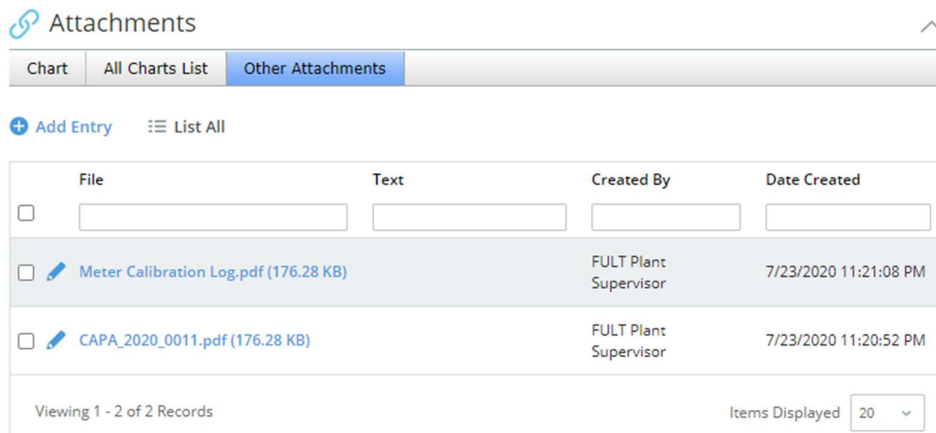 Attachments
Chart All Charts List Other Attachments
Add Entry List All
File Text Created By Date Created
Meter Calibration Log.pdf (176.28 KB) FULT Plant Supervisor 7/23/2020 11:21:08 PM
CAPA_2020_0011.pdf (176.28 KB) FULT Plant Supervisor 7/23/2020 11:20:52 PM
Viewing 1 - 2 of 2 Records Items Displayed 20